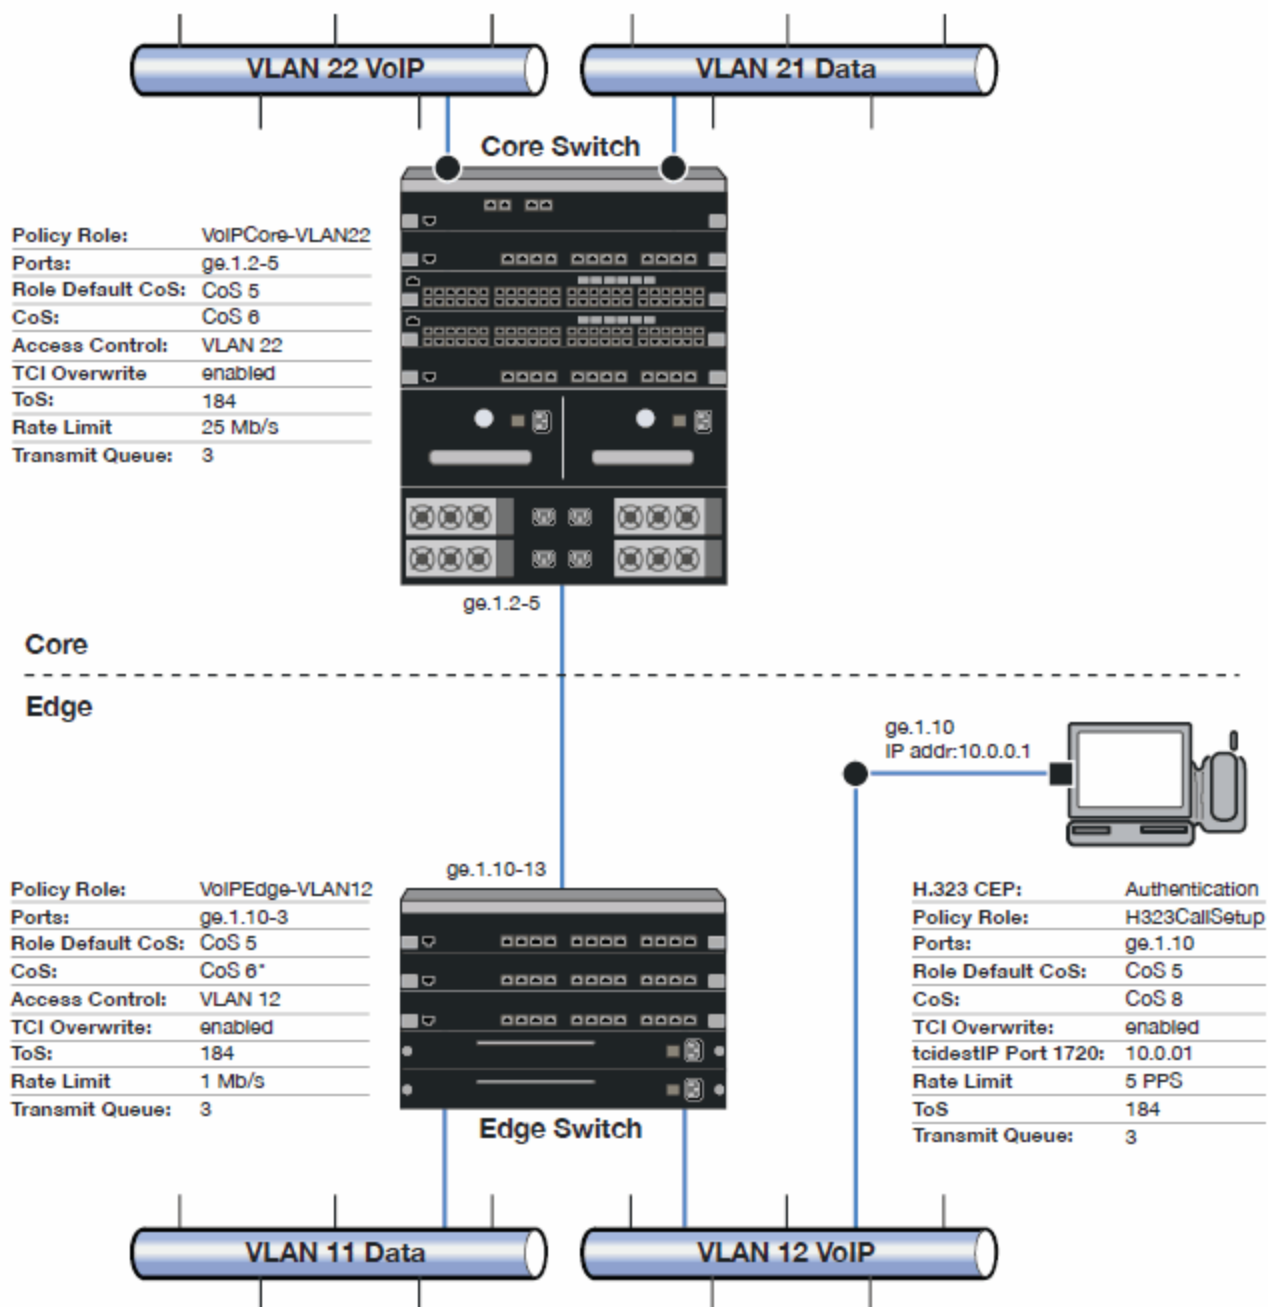 VLAN 22 VoIP
VLAN 21 Data
Core Switch
Policy Role: VoIPCore-VLAN22
Ports: ge.1.2-5
Role Default CoS: CoS 5
CoS: CoS 6
Access Control: VLAN 22
TCI Overwrite enabled
ToS: 184
Rate Limit 25 Mb/s
Transmit Queue: 3
ge.1.2-5
Core
Edge
ge.1.10
IP addr:10.0.0.1
ge.1.10-13
Policy Role: VoIPEdge-VLAN12
Ports: ge.1.10-3
Role Default CoS: CoS 5
CoS: CoS 6*
Access Control: VLAN 12
TCI Overwrite: enabled
ToS: 184
Rate Limit 1 Mb/s
Transmit Queue: 3
H.323 CEP: Authentication
Policy Role: H323CallSetup
Ports: ge.1.10
Role Default CoS: CoS 5
CoS: CoS 8
TCI Overwrite: enabled
tcidestIP Port 1720: 10.0.01
Rate Limit 5 PPS
ToS 184
Transmit Queue: 3
Edge Switch
VLAN 11 Data
VLAN 12 VoIP